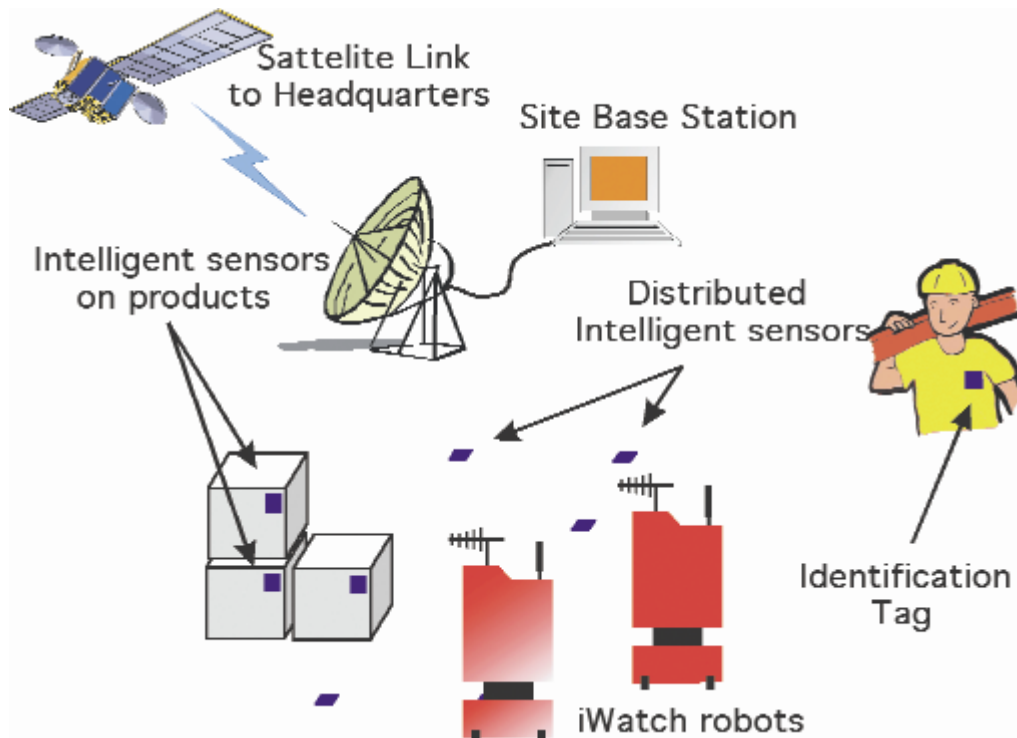 Sattelite Link
to Headquarters
Site Base Station
Intelligent sensors
on products
Distributed
Intelligent sensors
Identification
Tag
iWatch robots